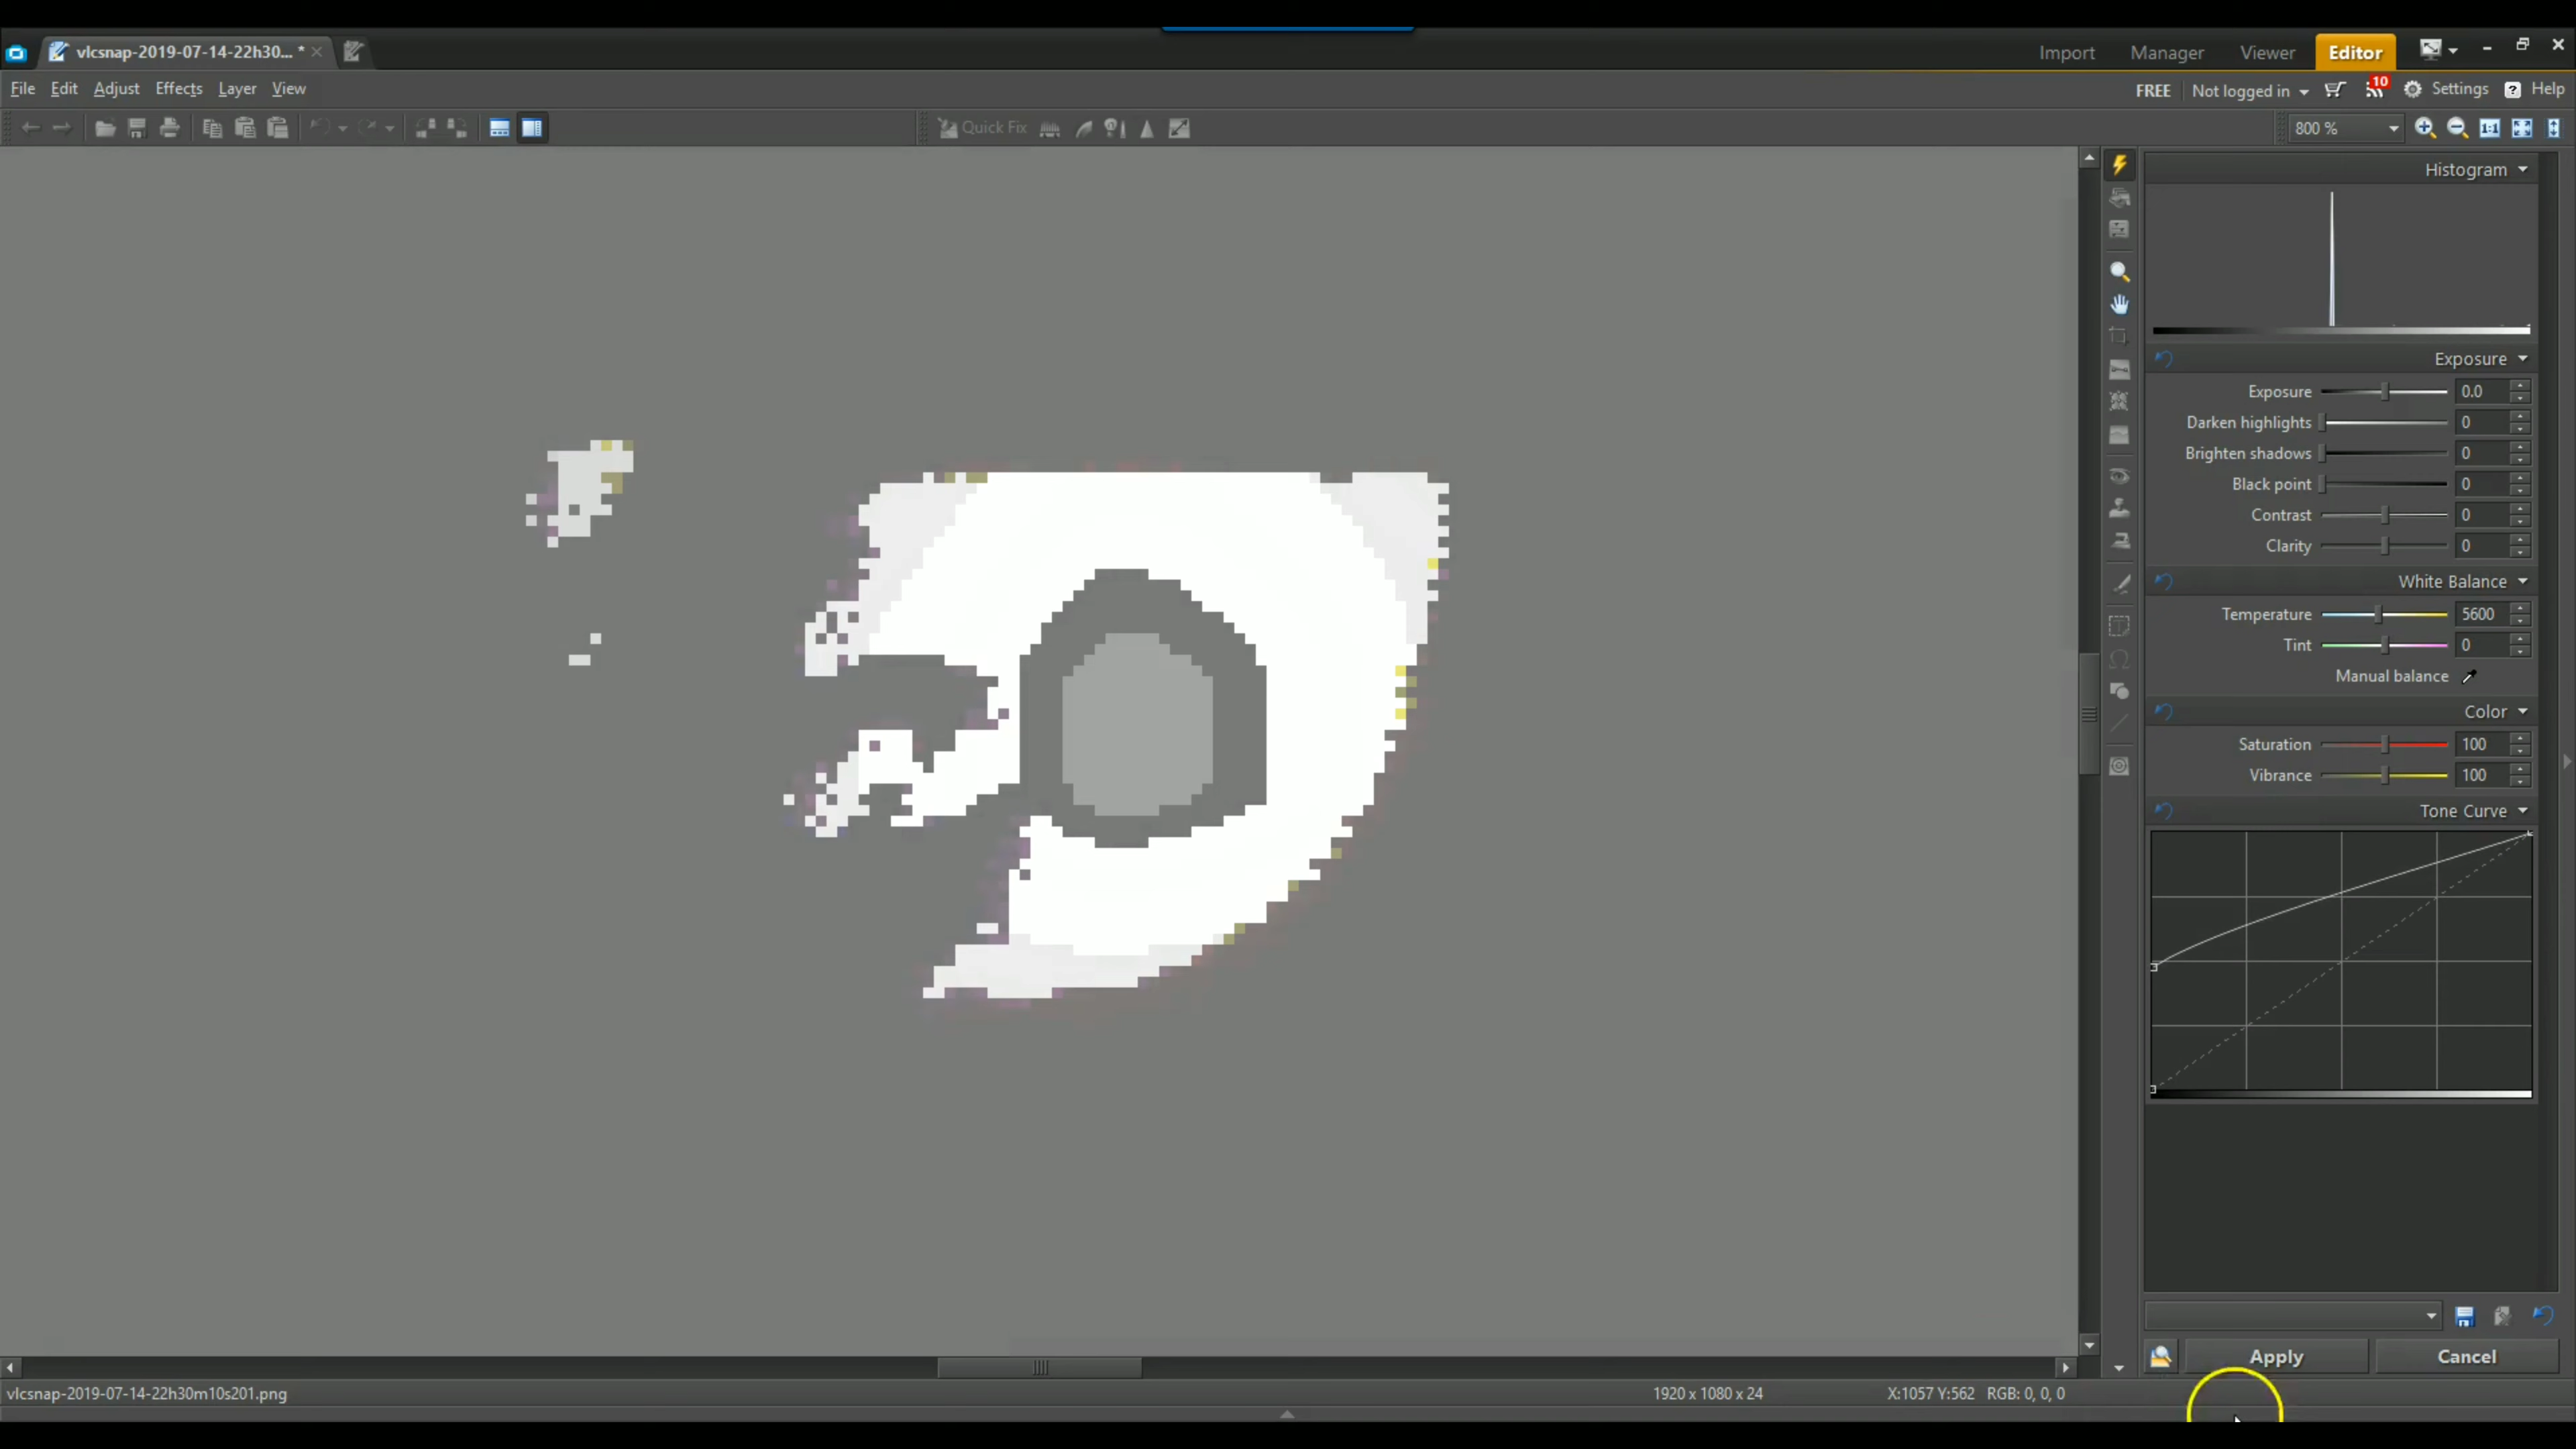 vlcsnap-2019-07-14-22h30... *
Import Manager Viewer Editor
File Edit Adjust Effects Layer View
FREE Not logged in 10 Settings ? Help
Quick Fix
800 %
1:1
Histogram
Exposure
Exposure 0.0
Darken highlights 0
Brighten shadows 0
Black point 0
Contrast 0
Clarity 0
White Balance
Temperature 5600
Tint 0
Manual balance
Color
Saturation 100
Vibrance 100
Tone Curve
Apply Cancel
vlcsnap-2019-07-14-22h30m10s201.png 1920 x 1080 x 24 X:1057 Y:562 RGB: 0, 0, 0